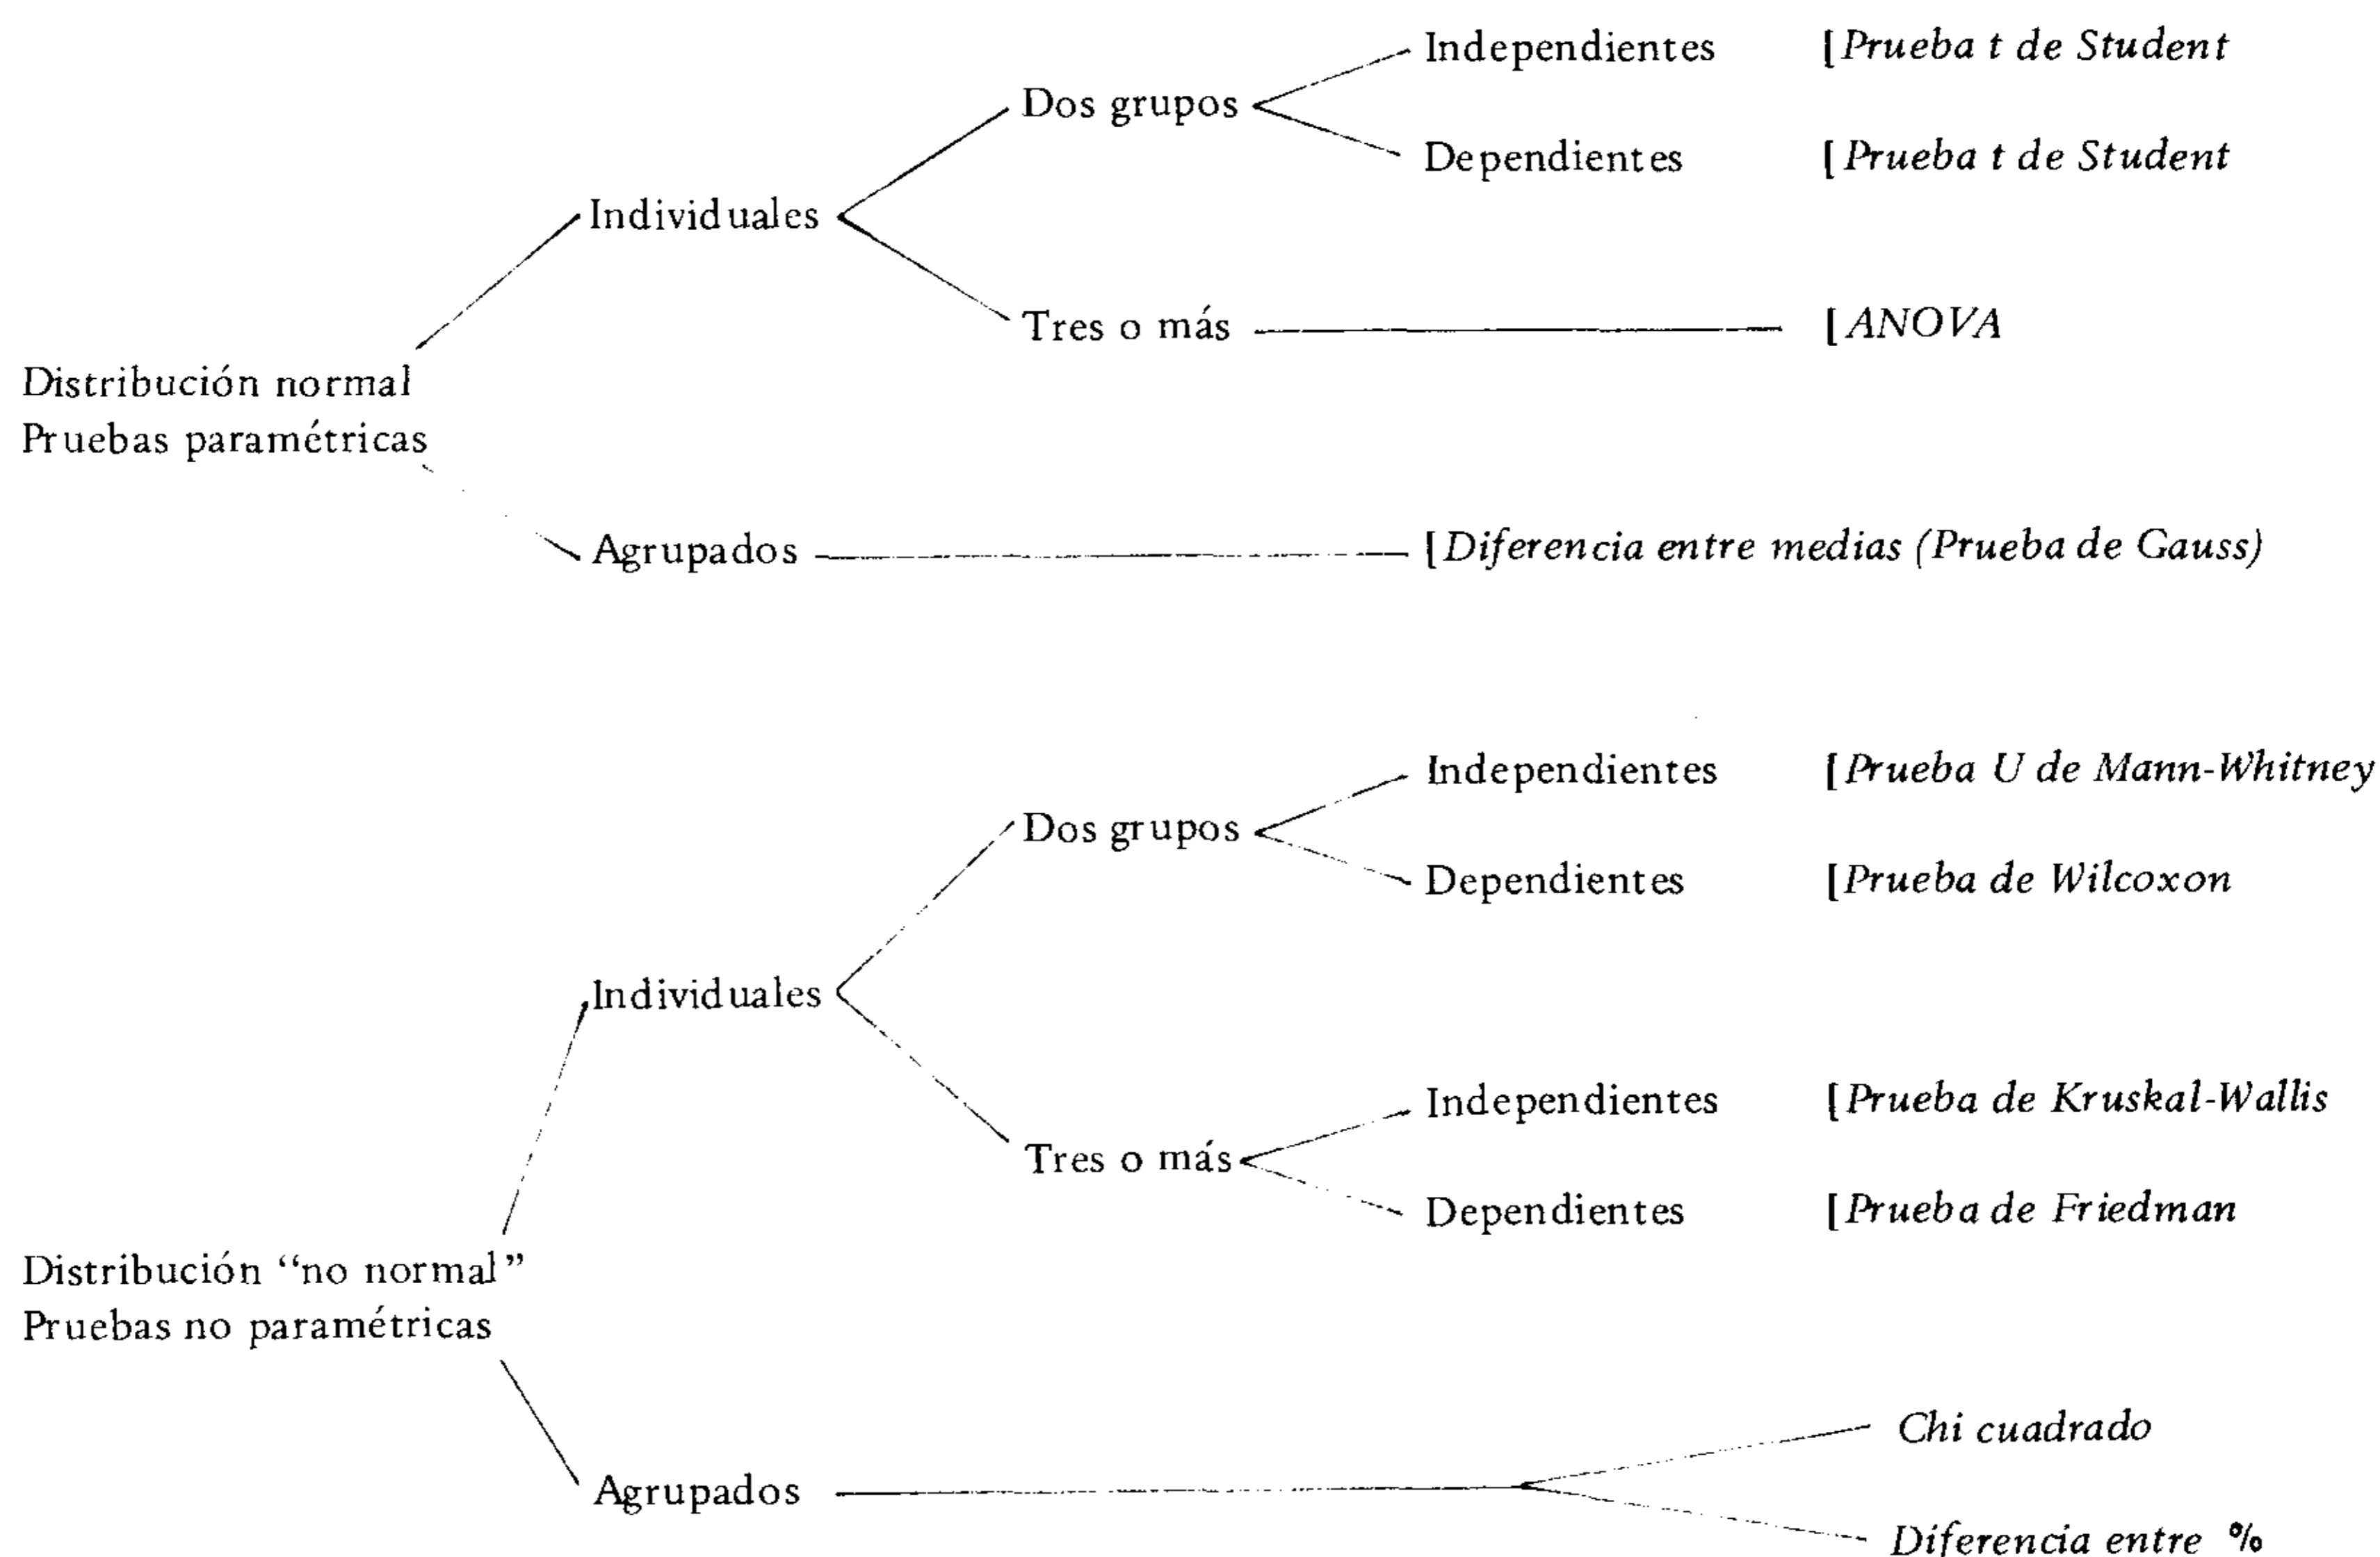 Independientes [Prueba t de Student
Dos grupos
Dependientes [Prueba t de Student
Individuales
Tres o más [ANOVA
Distribución normal
Pruebas paramétricas
Agrupados [Diferencia entre medias (Prueba de Gauss)
Independientes [Prueba U de Mann-Whitney
Dos grupos
Dependientes [Prueba de Wilcoxon
Individuales
Independientes [Prueba de Kruskal-Wallis
Tres o más
Dependientes [Prueba de Friedman
Distribución “no normal”
Pruebas no paramétricas
Chi cuadrado
Agrupados
Diferencia entre %